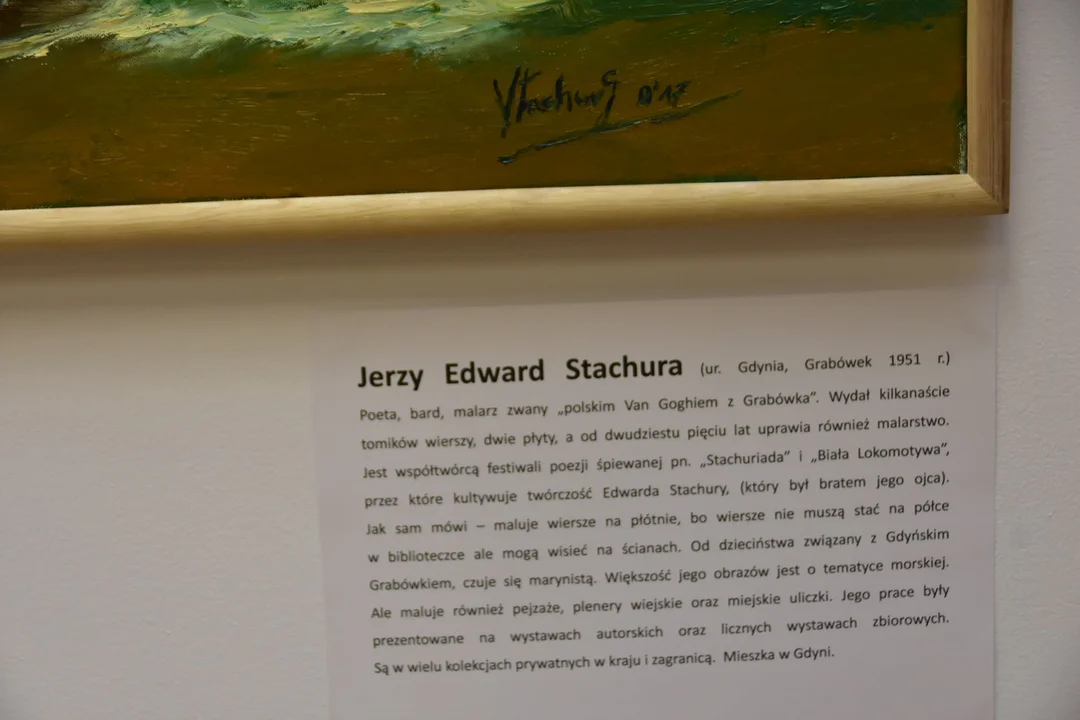 Jerzy Edward Stachura (ur. Gdynia, Grabówek 1951 r.)
Poeta, bard, malarz zwany „polskim Van Goghiem z Grabówka”. Wydał kilkanaście
tomików wierszy, dwie płyty, a od dwudziestu pięciu lat uprawia również malarstwo.
Jest współtwórcą festiwali poezji śpiewanej pn. „Stachuriada” i „Biała Lokomotywa”,
przez które kultywuje twórczość Edwarda Stachury, (który był bratem jego ojca).
Jak sam mówi – maluje wiersze na płótnie, bo wiersze nie muszą stać na półce
w biblioteczce ale mogą wisieć na ścianach. Od dzieciństwa związany z Gdyńskim
Grabówkiem, czuje się marynistą. Większość jego obrazów jest o tematyce morskiej.
Ale maluje również pejzaże, plenery wiejskie oraz miejskie uliczki. Jego prace były
prezentowane na wystawach autorskich oraz licznych wystawach zbiorowych.
Są w wielu kolekcjach prywatnych w kraju i zagranicą. Mieszka w Gdyni.